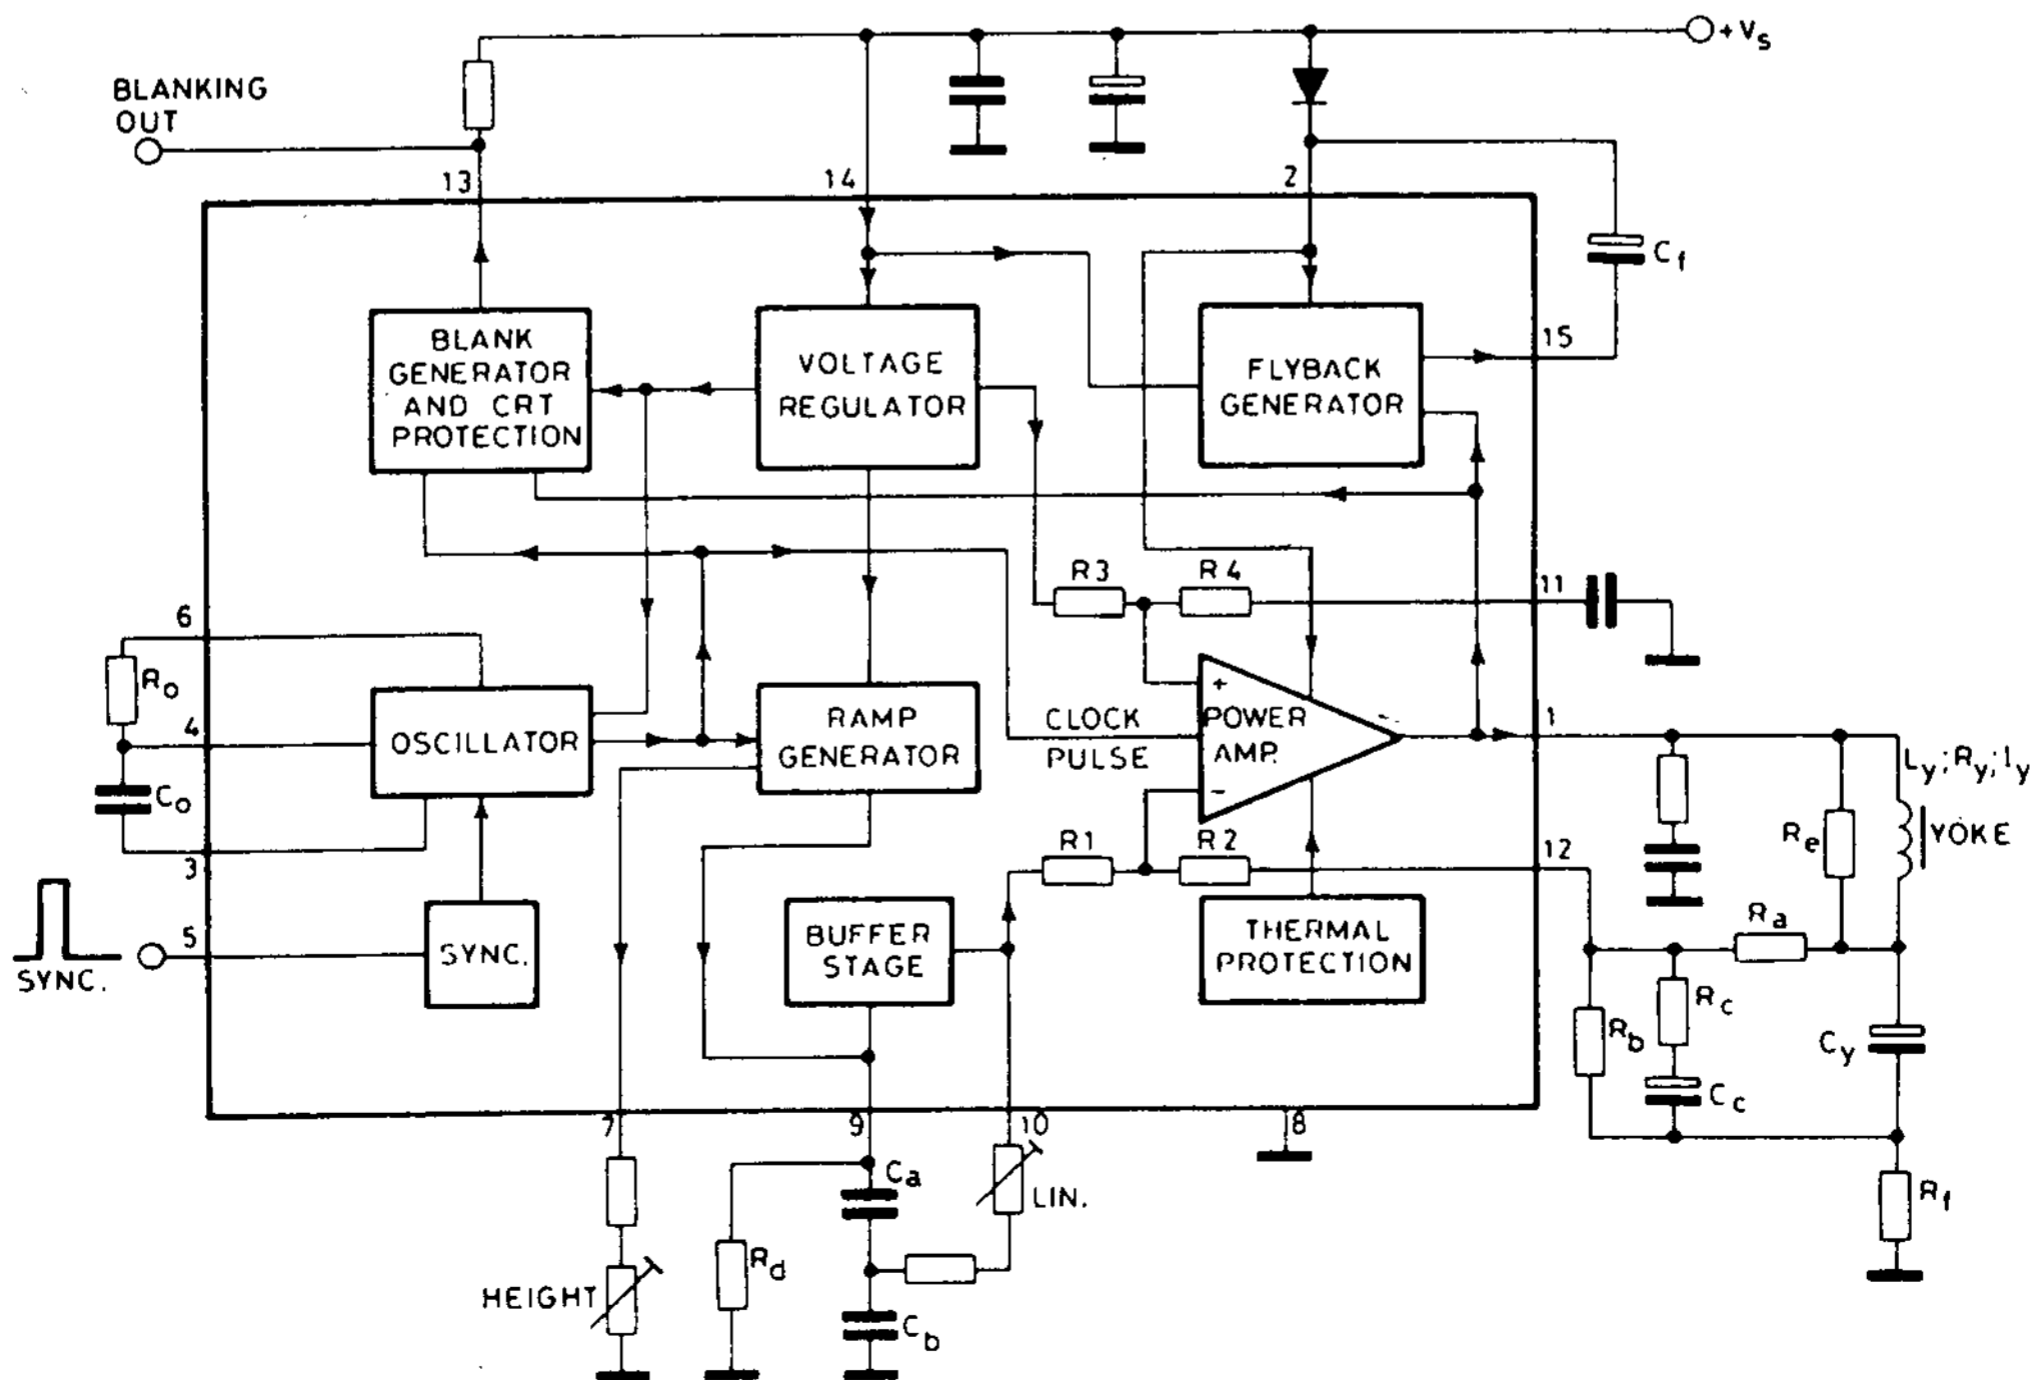 +Vs
BLANKING
OUT
13
14
2
Cf
15
BLANK
GENERATOR
AND CRT
PROTECTION
VOLTAGE
REGULATOR
FLYBACK
GENERATOR
R3
R4
11
6
Ro
4
Co
3
OSCILLATOR
RAMP
GENERATOR
CLOCK
PULSE
+
POWER
AMP.
-
1
Ly; Ry; Iy
YOKE
Re
R1
R2
12
Ra
SYNC.
5
SYNC.
BUFFER
STAGE
THERMAL
PROTECTION
Rb
Rc
Cc
Cy
Rf
7
9
10
8
Ca
LIN.
Rd
HEIGHT
Cb